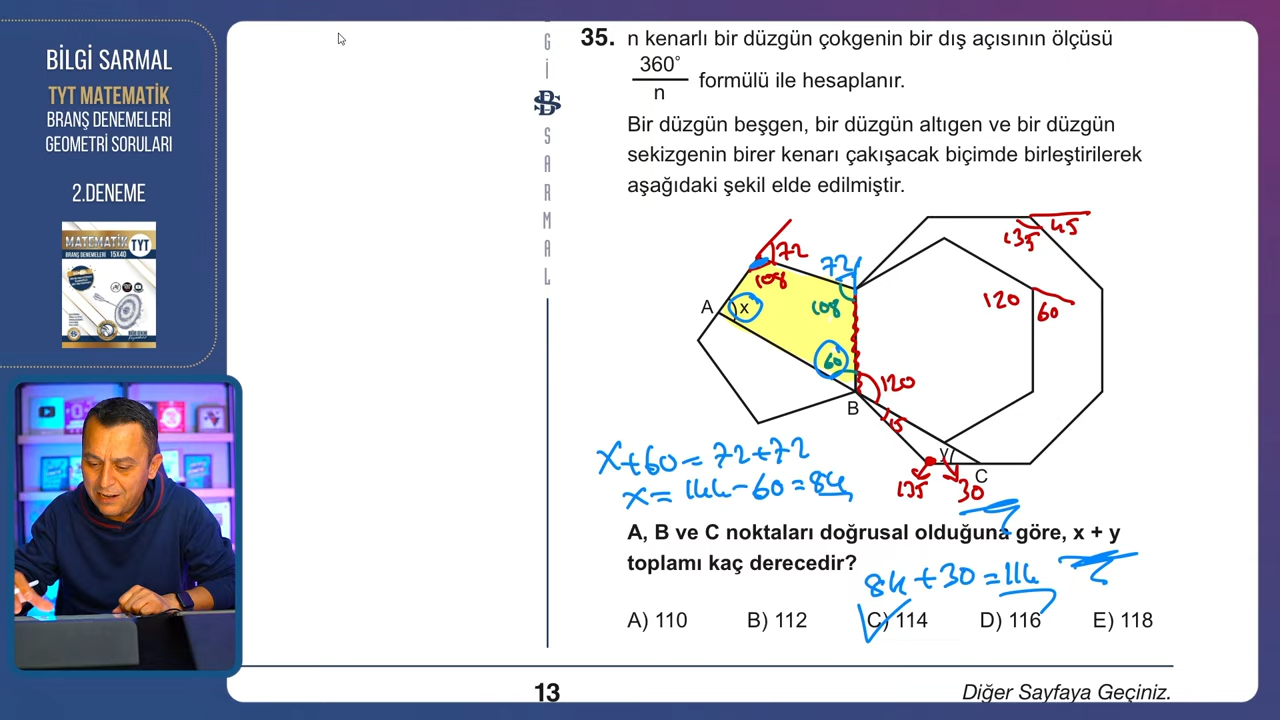 BİLGİ SARMAL
TYT MATEMATİK
BRANŞ DENEMELERİ
GEOMETRİ SORULARI
2.DENEME
MATEMATİK TYT
BRANŞ DENEMELERİ 15X40
G
İ
S
A
R
M
A
L
35. n kenarlı bir düzgün çokgenin bir dış açısının ölçüsü
360°
n
formülü ile hesaplanır.
Bir düzgün beşgen, bir düzgün altıgen ve bir düzgün
sekizgenin birer kenarı çakışacak biçimde birleştirilerek
aşağıdaki şekil elde edilmiştir.
72
108
72
108
A
x
60
B
120
15
135
45
120
60
y
C
135
30
x+60=72+72
x=144-60=84
A, B ve C noktaları doğrusal olduğuna göre, x + y
toplamı kaç derecedir?
84+30=114
A) 110 B) 112 C) 114 D) 116 E) 118
13
Diğer Sayfaya Geçiniz.